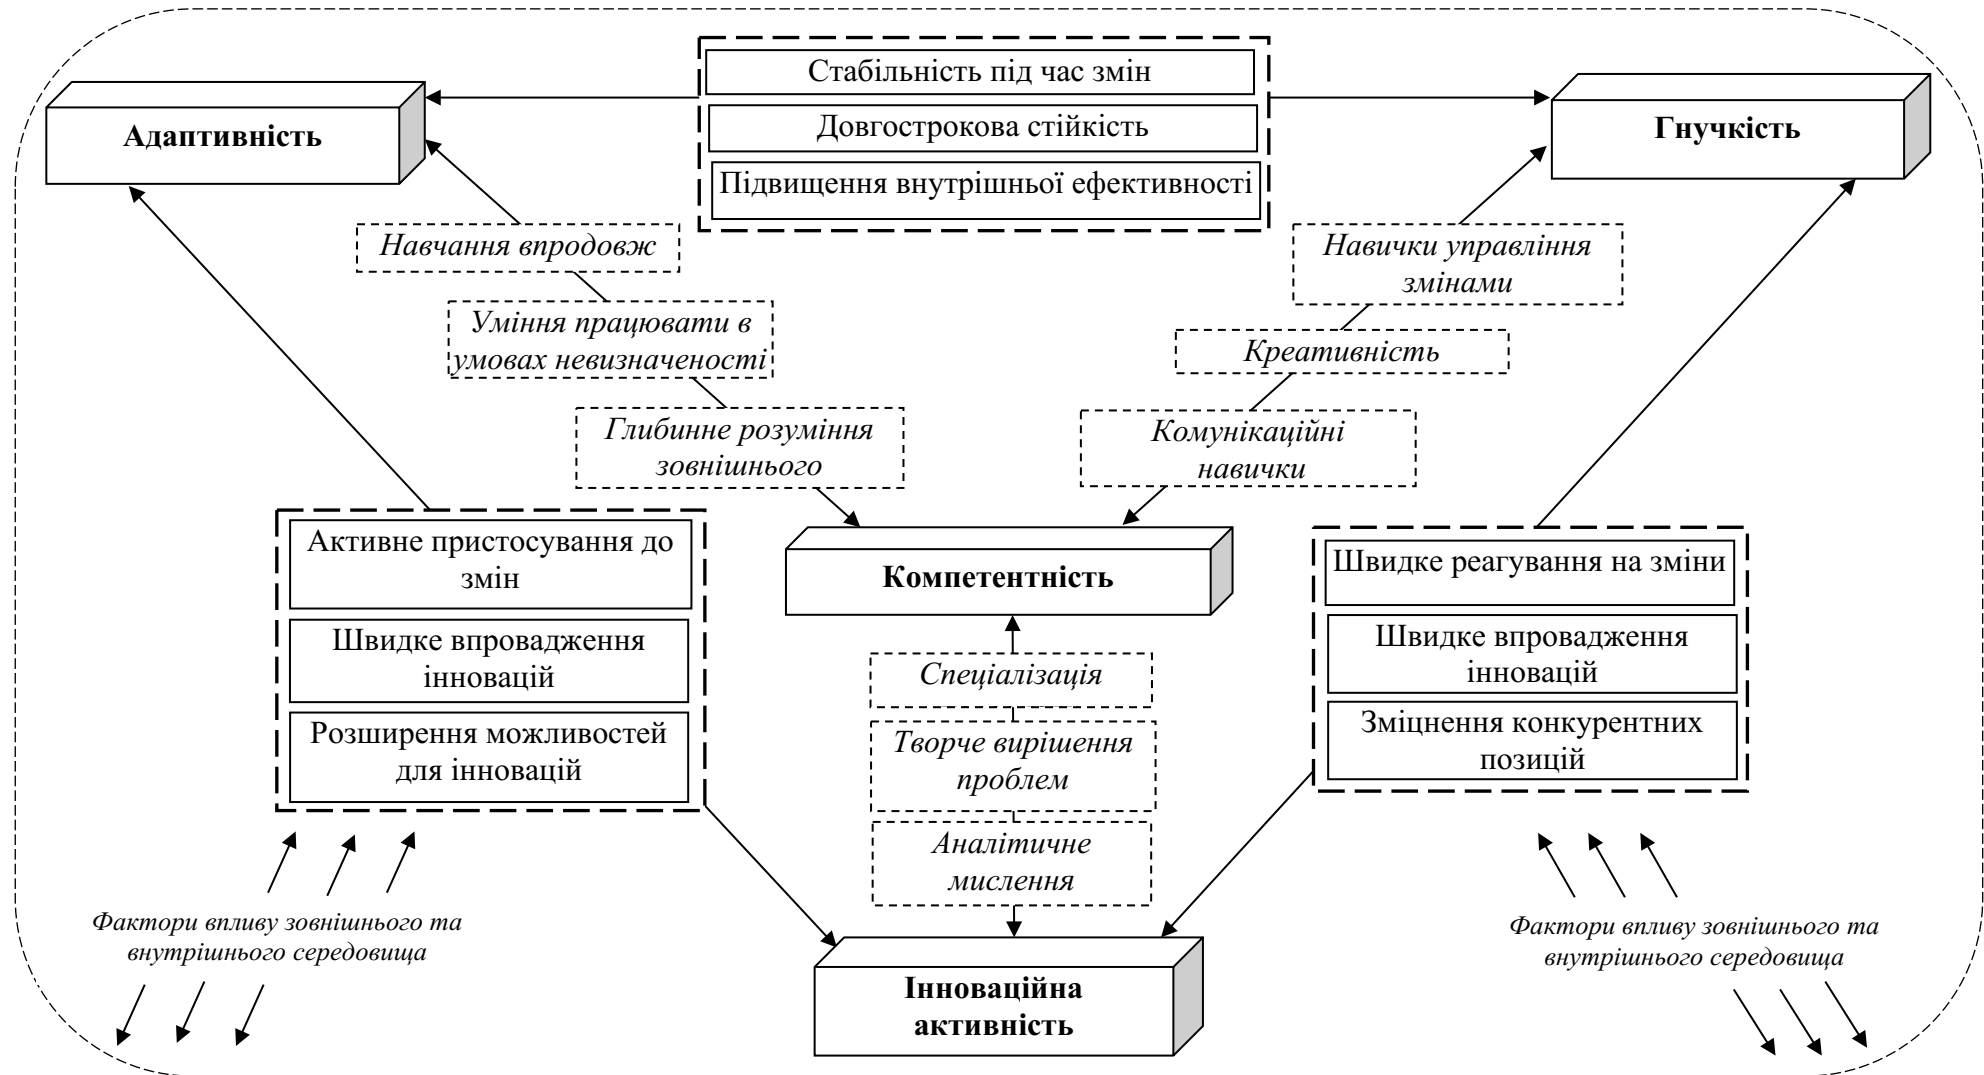 Стабільність під час змін
Адаптивність
Довгострокова стійкість
Гнучкість
Підвищення внутрішньої ефективності
Навчання впродовж
Навички управління
змінами
Уміння працювати в
умовах невизначеності
Креативність
Глибинне розуміння
зовнішнього
Комунікаційні
навички
Активне пристосування до
змін
Компетентність
Швидке реагування на зміни
Швидке впровадження
інновацій
Спеціалізація
Швидке впровадження
інновацій
Розширення можливостей
для інновацій
Творче вирішення
проблем
Зміцнення конкурентних
позицій
Аналітичне
мислення
Фактори впливу зовнішнього та
внутрішнього середовища
Фактори впливу зовнішнього та
внутрішнього середовища
Інноваційна
активність